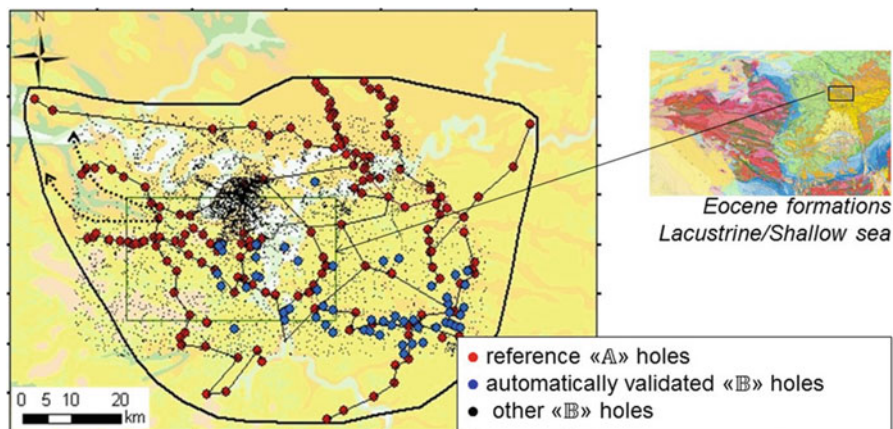 N
Eocene formations
Lacustrine/Shallow sea
reference «𝔸» holes
automatically validated «𝔹» holes
other «𝔹» holes
0 5 10 20
km